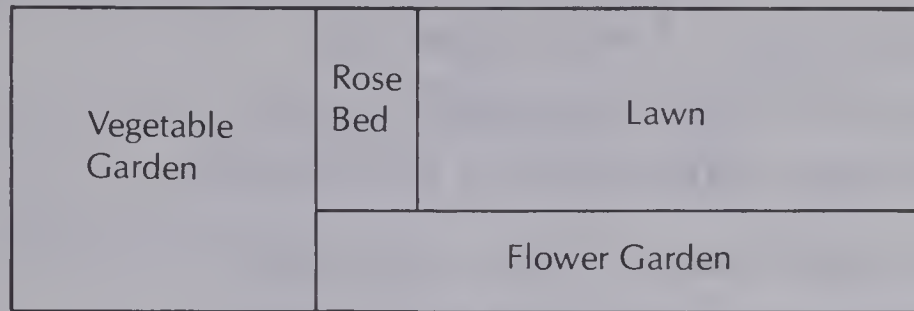 Vegetable
Garden
Rose
Bed
Lawn
Flower Garden